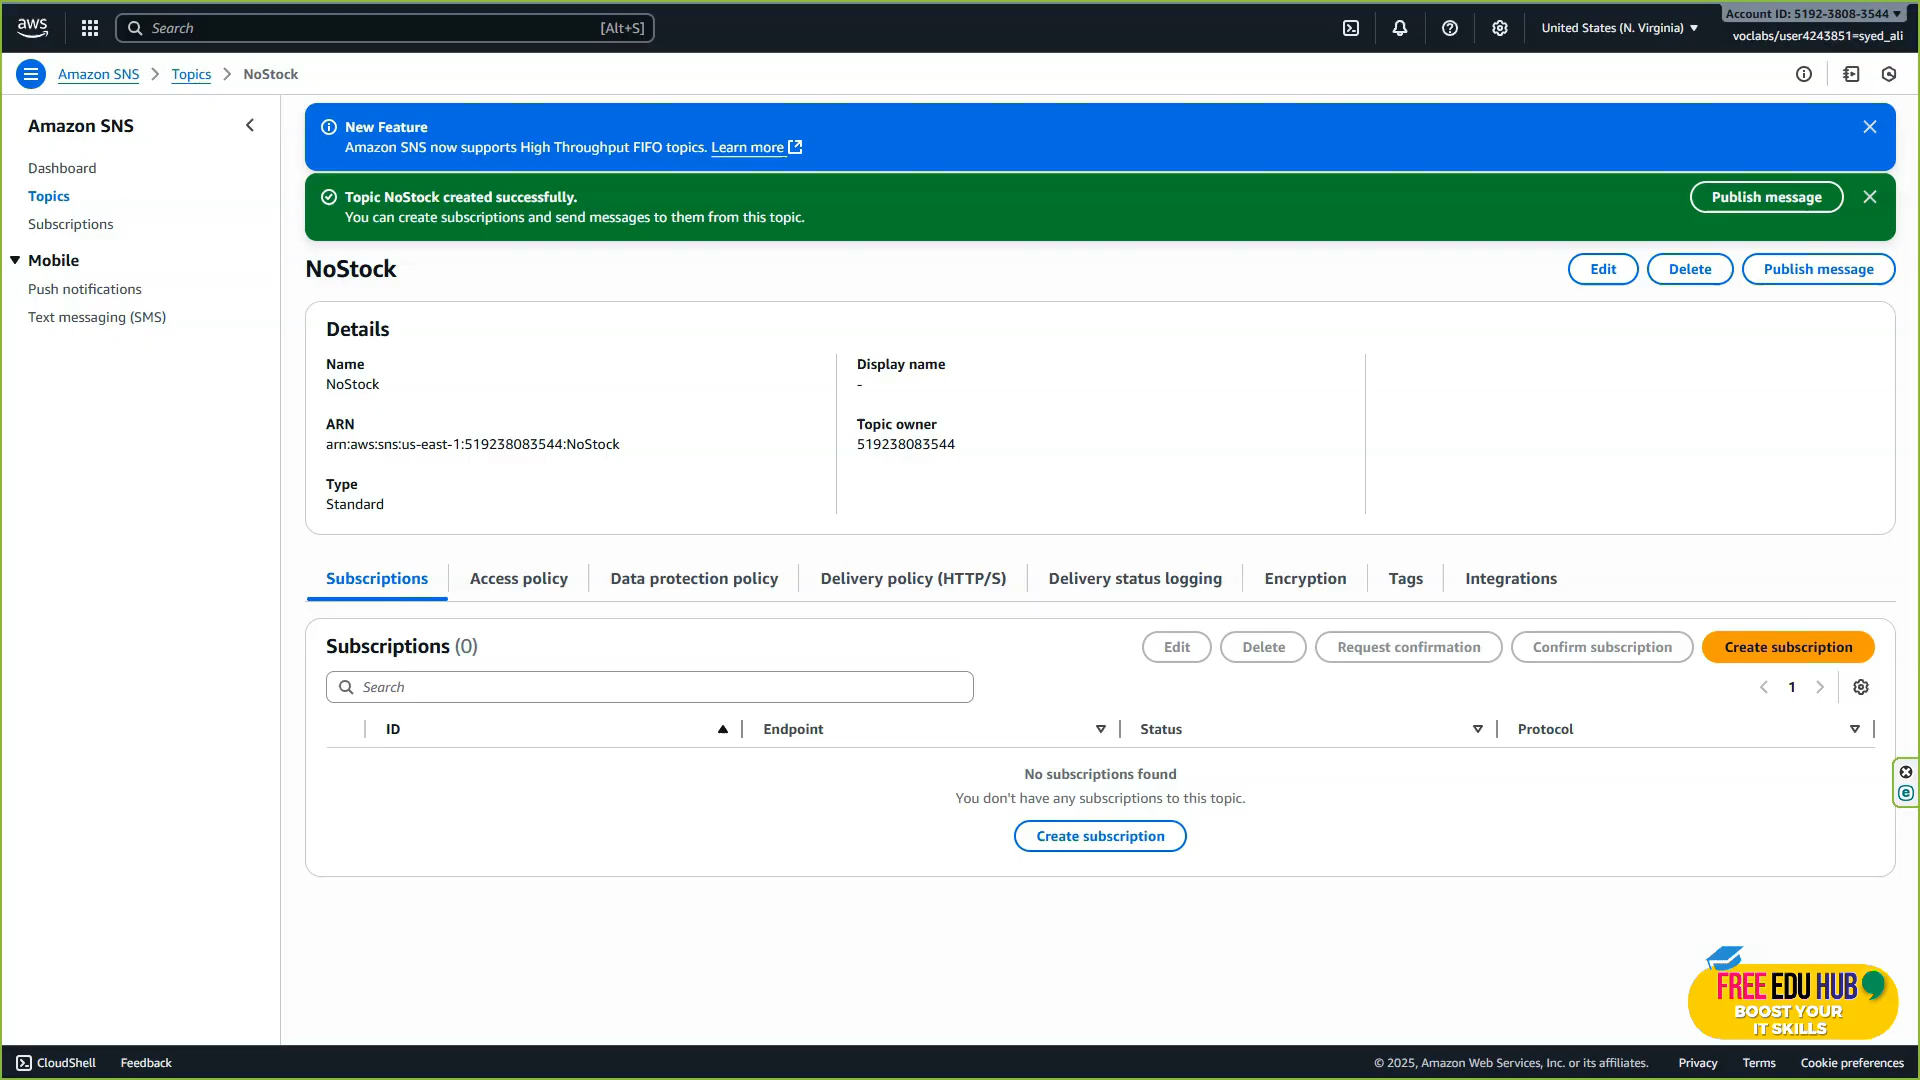 aws
Search [Alt+S]
United States (N. Virginia)
Account ID: 5192-3808-3544
voclabs/user4243851=syed_ali
Amazon SNS Topics NoStock
Amazon SNS
Dashboard
Topics
Subscriptions
Mobile
Push notifications
Text messaging (SMS)
New Feature
Amazon SNS now supports High Throughput FIFO topics. Learn more
Topic NoStock created successfully.
You can create subscriptions and send messages to them from this topic.
Publish message
NoStock
Edit
Delete
Publish message
Details
Name
NoStock
ARN
arn:aws:sns:us-east-1:519238083544:NoStock
Type
Standard
Display name
-
Topic owner
519238083544
Subscriptions
Access policy
Data protection policy
Delivery policy (HTTP/S)
Delivery status logging
Encryption
Tags
Integrations
Subscriptions (0)
Edit
Delete
Request confirmation
Confirm subscription
Create subscription
Search
1
ID
Endpoint
Status
Protocol
No subscriptions found
You don't have any subscriptions to this topic.
Create subscription
FREE EDU HUB
BOOST YOUR
IT SKILLS
CloudShell
Feedback
© 2025, Amazon Web Services, Inc. or its affiliates.
Privacy
Terms
Cookie preferences